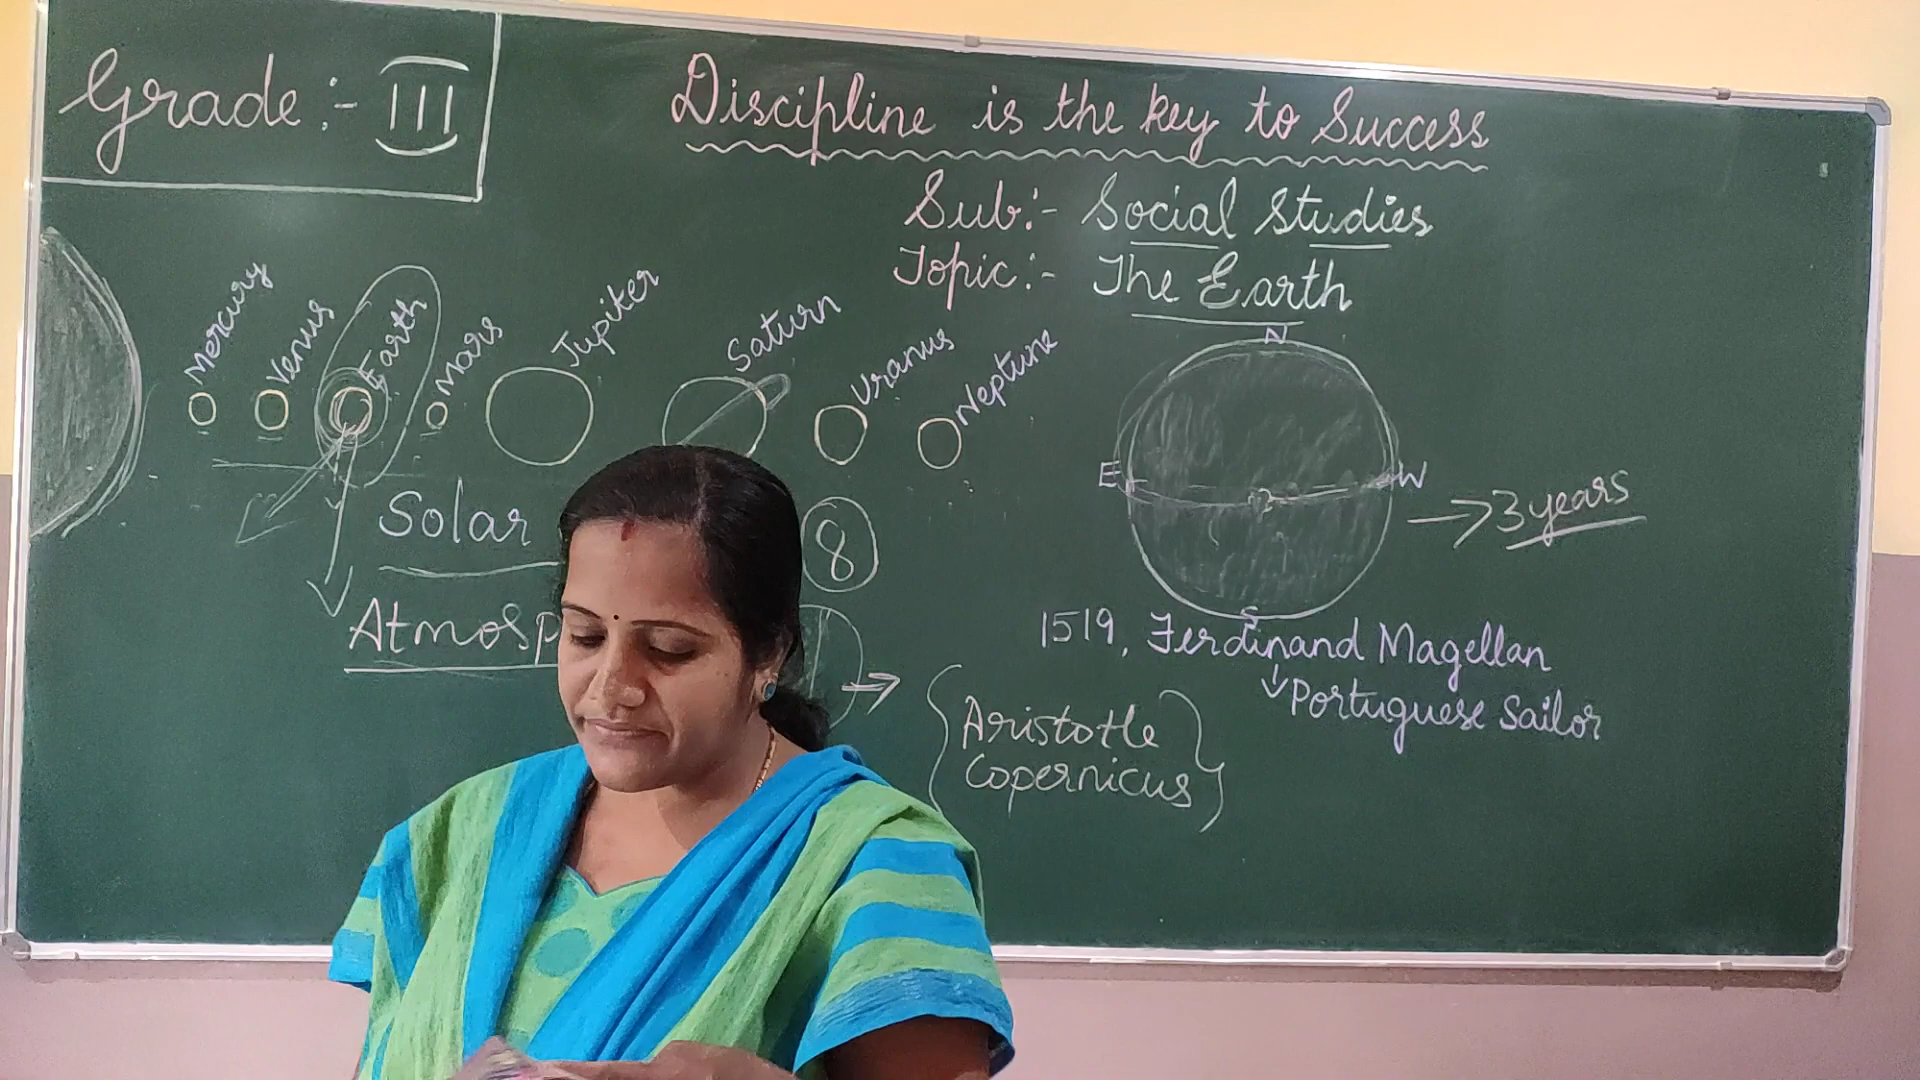 Grade :- III
Discipline is the key to Success
Sub:- Social Studies
Topic:- The Earth
Mercury
Venus
Earth
Mars
Jupiter
Saturn
Uranus
Neptune
N
E
W
S
3 years
Solar
8
Atmosp
1519, Ferdinand Magellan
Portuguese Sailor
Aristotle
Copernicus